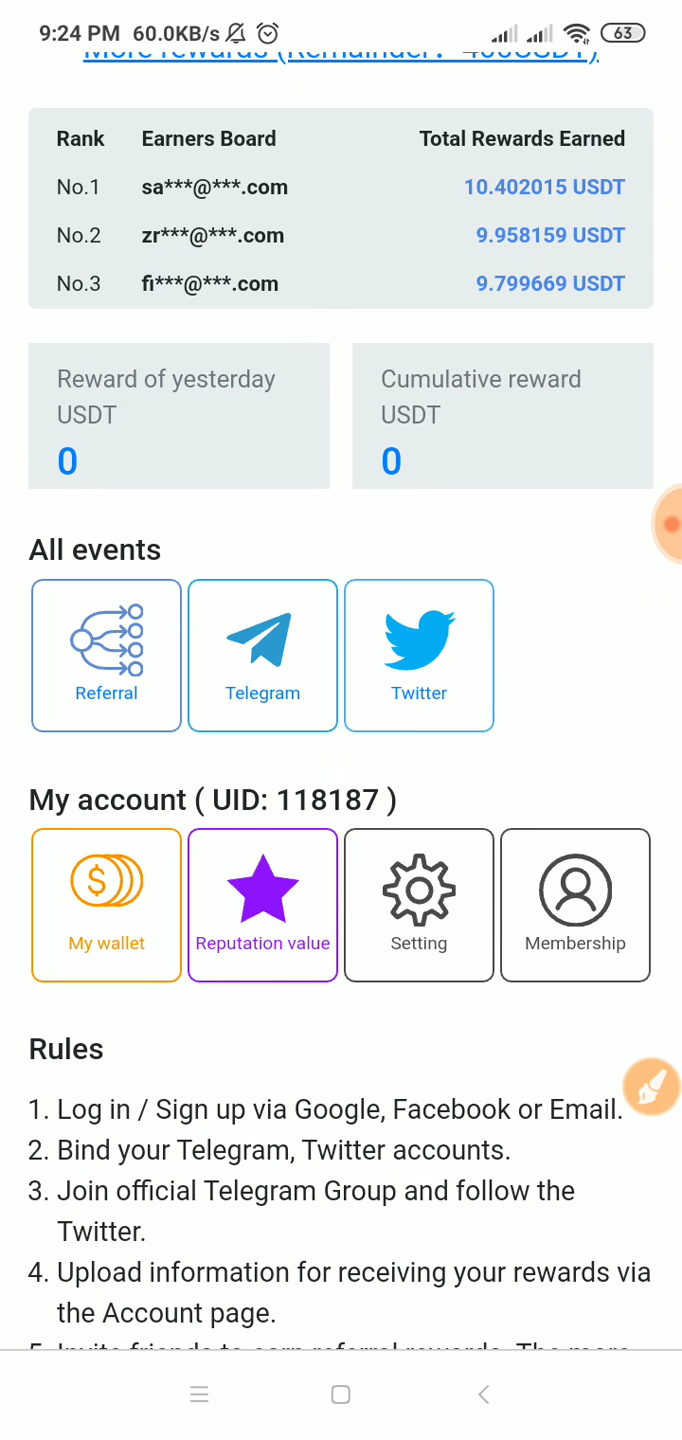 9:24 PM 60.0KB/s 63
More rewards (Remainder: 400USDT)
Rank Earners Board Total Rewards Earned
No.1 sa***@***.com 10.402015 USDT
No.2 zr***@***.com 9.958159 USDT
No.3 fi***@***.com 9.799669 USDT
Reward of yesterday Cumulative reward
USDT USDT
0 0
All events
Referral Telegram Twitter
My account ( UID: 118187 )
My wallet Reputation value Setting Membership
Rules
1. Log in / Sign up via Google, Facebook or Email.
2. Bind your Telegram, Twitter accounts.
3. Join official Telegram Group and follow the
Twitter.
4. Upload information for receiving your rewards via
the Account page.
5. Invite friends to earn referral rewards. The more